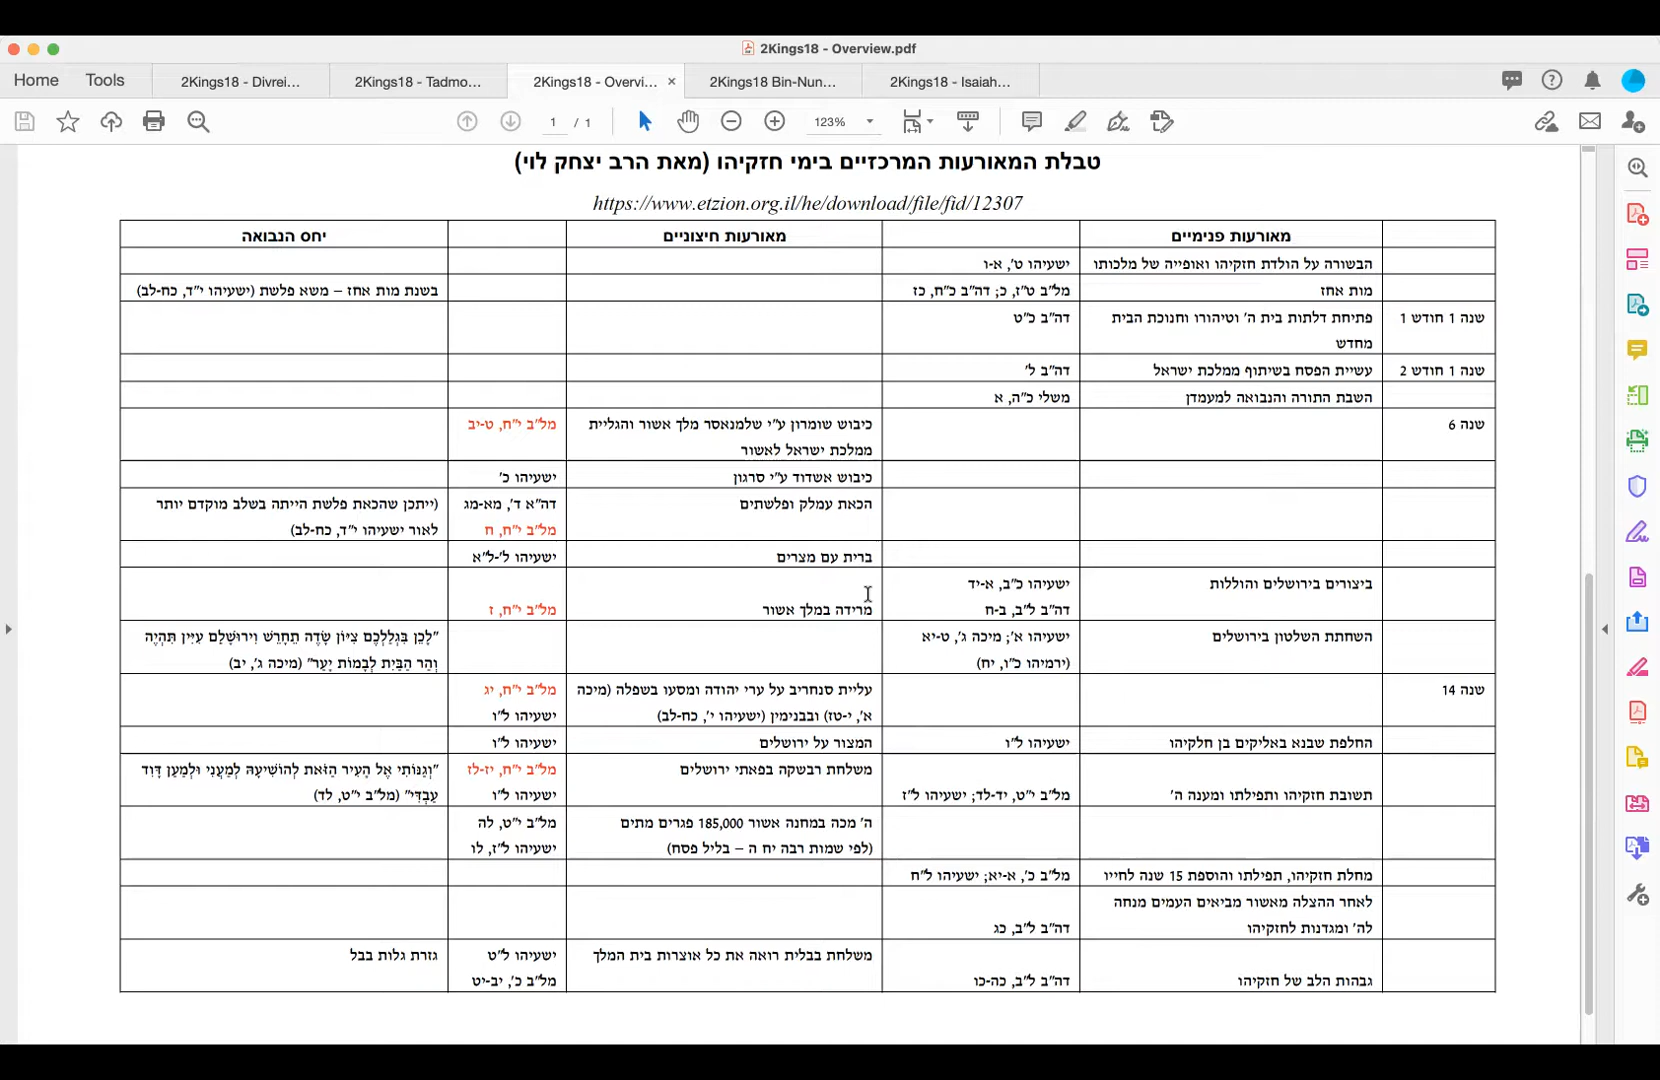 2Kings18 - Overview.pdf
Home
Tools
2Kings18 - Divrei...
2Kings18 - Tadmo...
2Kings18 - Overvi...
×
2Kings18 Bin-Nun...
2Kings18 - Isaiah...
1 / 1
123%
טבלת המאורעות המרכזיים בימי חזקיהו (מאת הרב יצחק לוי)
https://www.etzion.org.il/he/download/file/fid/12307
מאורעות פנימיים
מאורעות חיצוניים
יחס הנבואה
הבשורה על הולדת חזקיהו ואופייה של מלכותו
ישעיהו ט', א-ו
מות אחז
מל"ב ט"ז, כ; דה"ב כ"ח, כז
בשנת מות אחז – משא פלשת (ישעיהו י"ד, כח-לב)
שנה 1 חודש 1
פתיחת דלתות בית ה' וטיהורו וחנוכת הבית
מחדש
דה"ב כ"ט
שנה 1 חודש 2
עשיית הפסח בשיתוף ממלכת ישראל
דה"ב ל'
השבת התורה והנבואה למעמדן
משלי כ"ה, א
שנה 6
כיבוש שומרון ע"י שלמנאסר מלך אשור והגליית
ממלכת ישראל לאשור
מל"ב י"ח, ט-יב
כיבוש אשדוד ע"י סרגון
ישעיהו כ'
הכאת עמלק ופלשתים
דה"א ד', מא-מג
מל"ב י"ח, ח
(ייתכן שהכאת פלשת הייתה בשלב מוקדם יותר
לאור ישעיהו י"ד, כח-לב)
ברית עם מצרים
ישעיהו ל'-ל"א
ביצורים בירושלים והוללות
ישעיהו כ"ב, א-יד
דה"ב ל"ב, ב-ח
מרידה במלך אשור
מל"ב י"ח, ז
השחתת השלטון בירושלים
ישעיהו א'; מיכה ג', ט-יא
(ירמיהו כ"ו, יח)
"לָכֵן בִּגְלַלְכֶם צִיּוֹן שָׂדֶה תֵחָרֵשׁ וִירוּשָׁלַם עִיִּין תִּהְיֶה
וְהַר הַבַּיִת לְבָמוֹת יָעַר" (מיכה ג', יב)
שנה 14
עליית סנחריב על ערי יהודה ומסעו בשפלה (מיכה
א', י-טז) ובבנימין (ישעיהו י', כח-לב)
מל"ב י"ח, יג
ישעיהו ל"ו
החלפת שבנא באליקים בן חלקיהו
ישעיהו ל"ו
המצור על ירושלים
ישעיהו ל"ו
משלחת רבשקה בפאתי ירושלים
מל"ב י"ח, יז-לז
ישעיהו ל"ו
תשובת חזקיהו ותפילתו ומענה ה'
מל"ב י"ט, יד-לד; ישעיהו ל"ז
"וְגַנּוֹתִי אֶל הָעִיר הַזֹּאת לְהוֹשִׁיעָהּ לְמַעֲנִי וּלְמַעַן דָּוִד
עַבְדִּי" (מל"ב י"ט, לד)
ה' מכה במחנה אשור 185,000 פגרים מתים
(לפי שמות רבה יח ה – בליל פסח)
מל"ב י"ט, לה
ישעיהו ל"ז, לו
מחלת חזקיהו, תפילתו והוספת 15 שנה לחייו
מל"ב כ', א-יא; ישעיהו ל"ח
לאחר ההצלה מאשור מביאים העמים מנחה
לה' ומגדנות לחזקיהו
דה"ב ל"ב, כג
גבהות הלב של חזקיהו
דה"ב ל"ב, כה-כו
משלחת בבלית רואה את כל אוצרות בית המלך
ישעיהו ל"ט
מל"ב כ', יב-יט
גזרת גלות בבל